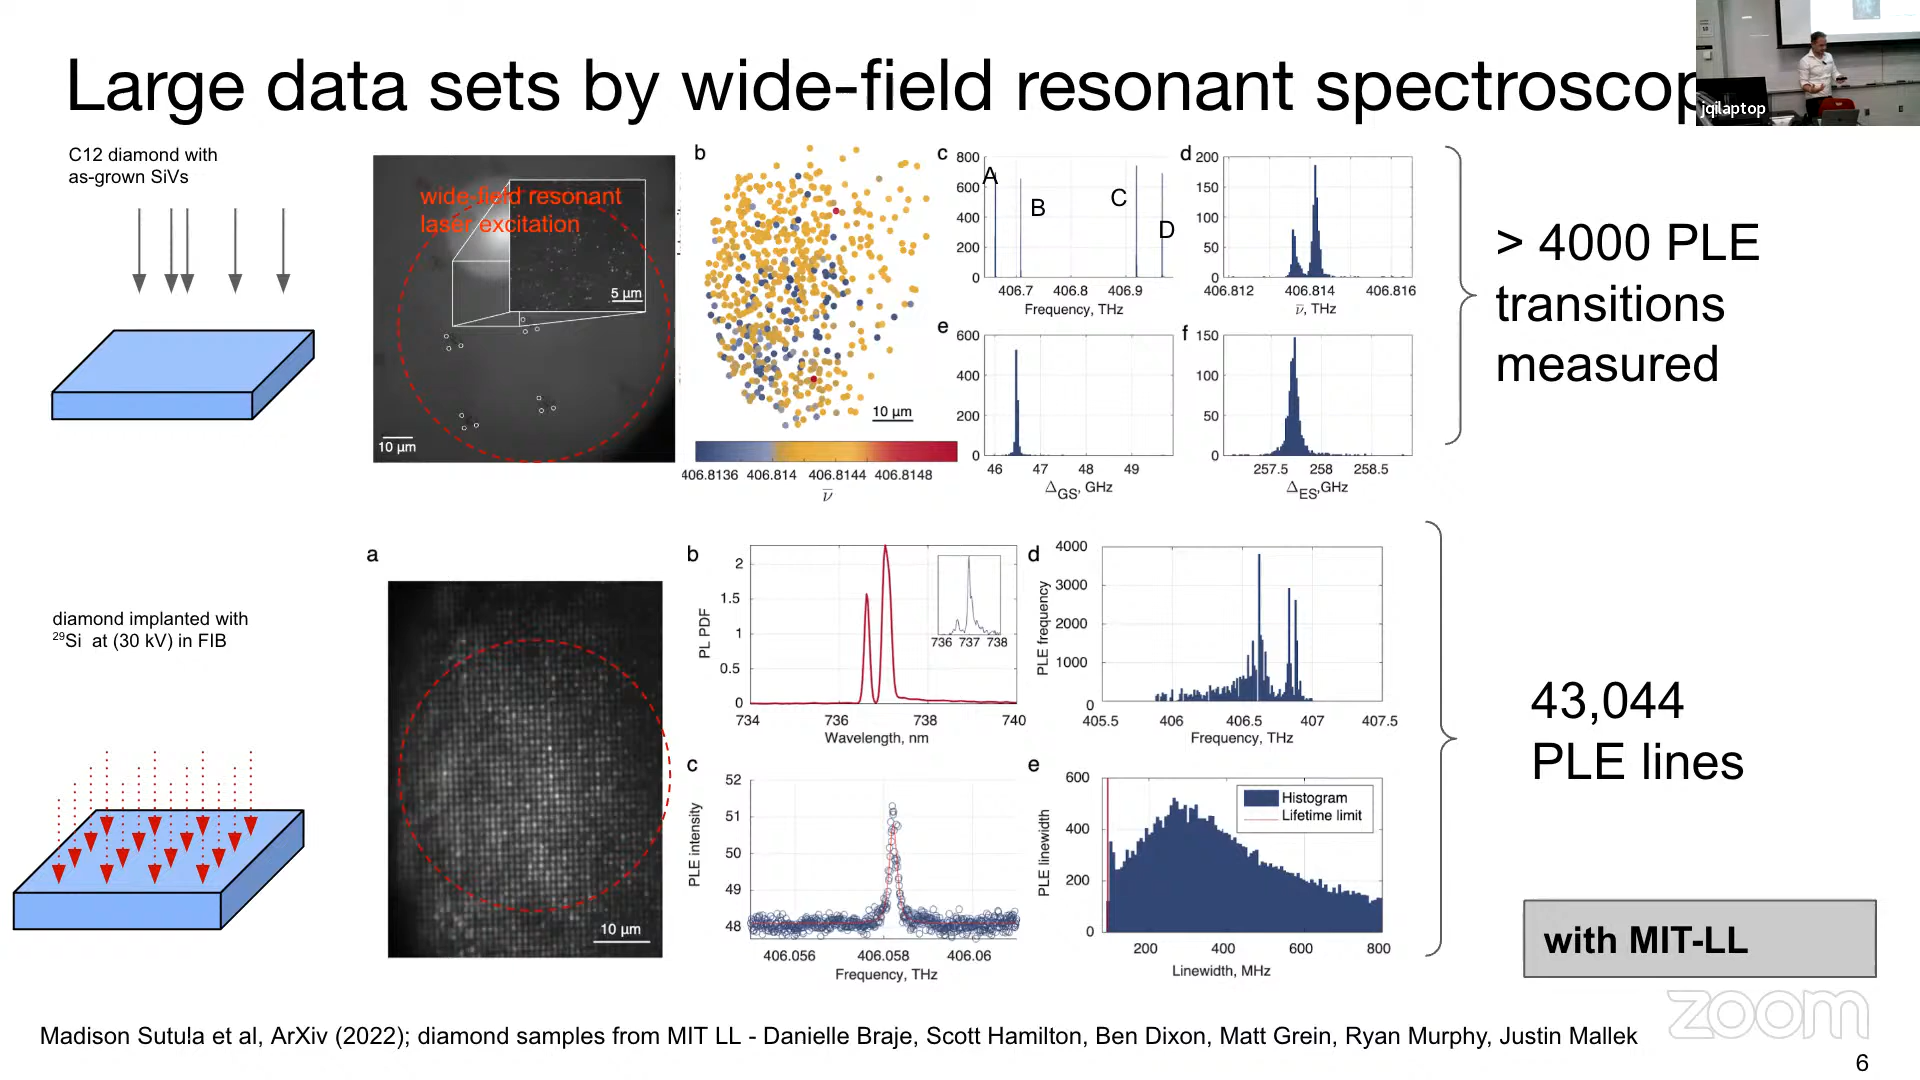 Large data sets by wide-field resonant spectroscop
jqilaptop
C12 diamond with
as-grown SiVs
wide-field resonant
laser excitation
5 µm
10 µm
b
10 µm
406.8136 406.814 406.8144 406.8148
ν̅
c
800
600
400
200
0
A
B
C
D
406.7 406.8 406.9
Frequency, THz
d
200
150
100
50
0
406.812 406.814 406.816
ν̅, THz
e
600
400
200
0
46 47 48 49
ΔGS, GHz
f
150
100
50
0
257.5 258 258.5
ΔES,GHz
> 4000 PLE
transitions
measured
diamond implanted with
²⁹Si at (30 kV) in FIB
a
10 µm
b
PL PDF
2
1.5
1
0.5
0
734 736 738 740
Wavelength, nm
736 737 738
c
PLE intensity
52
51
50
49
48
406.056 406.058 406.06
Frequency, THz
d
PLE frequency
4000
3000
2000
1000
0
405.5 406 406.5 407 407.5
Frequency, THz
e
PLE linewidth
600
400
200
0
Histogram
Lifetime limit
200 400 600 800
Linewidth, MHz
43,044
PLE lines
with MIT-LL
zoom
Madison Sutula et al, ArXiv (2022); diamond samples from MIT LL - Danielle Braje, Scott Hamilton, Ben Dixon, Matt Grein, Ryan Murphy, Justin Mallek
6